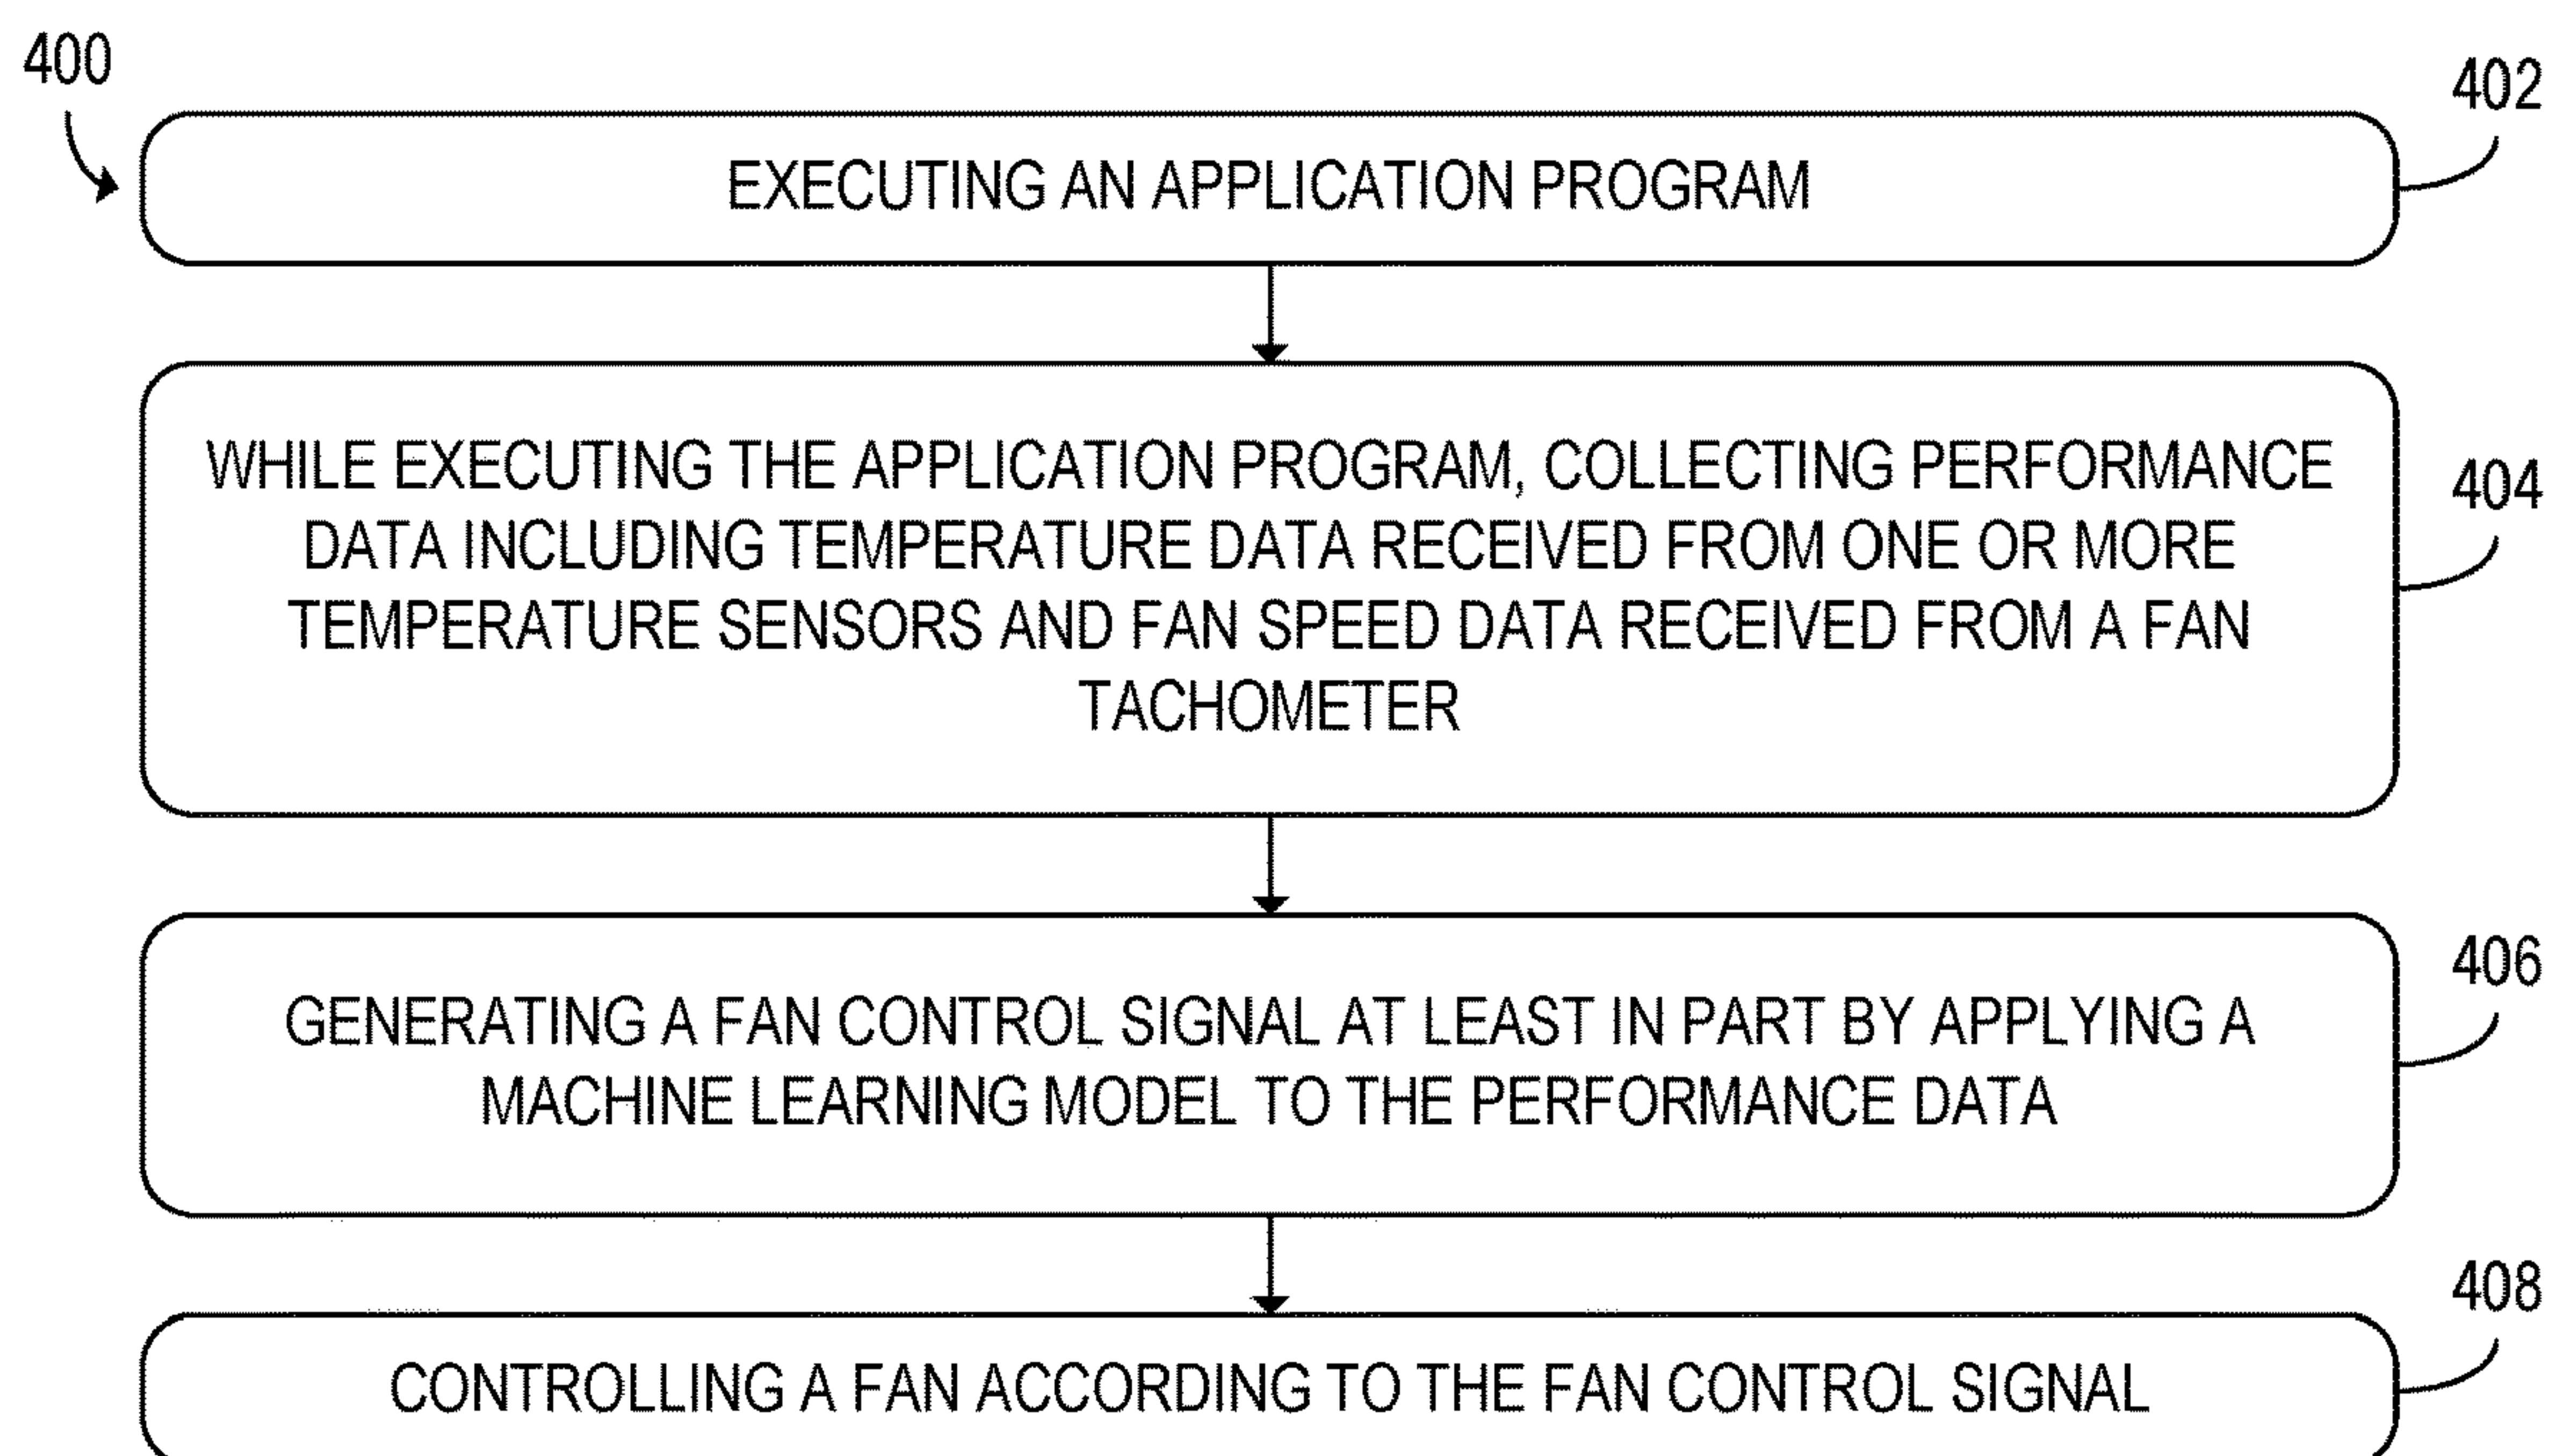 400
402
EXECUTING AN APPLICATION PROGRAM
WHILE EXECUTING THE APPLICATION PROGRAM, COLLECTING PERFORMANCE
DATA INCLUDING TEMPERATURE DATA RECEIVED FROM ONE OR MORE
TEMPERATURE SENSORS AND FAN SPEED DATA RECEIVED FROM A FAN
TACHOMETER
404
GENERATING A FAN CONTROL SIGNAL AT LEAST IN PART BY APPLYING A
MACHINE LEARNING MODEL TO THE PERFORMANCE DATA
406
408
CONTROLLING A FAN ACCORDING TO THE FAN CONTROL SIGNAL